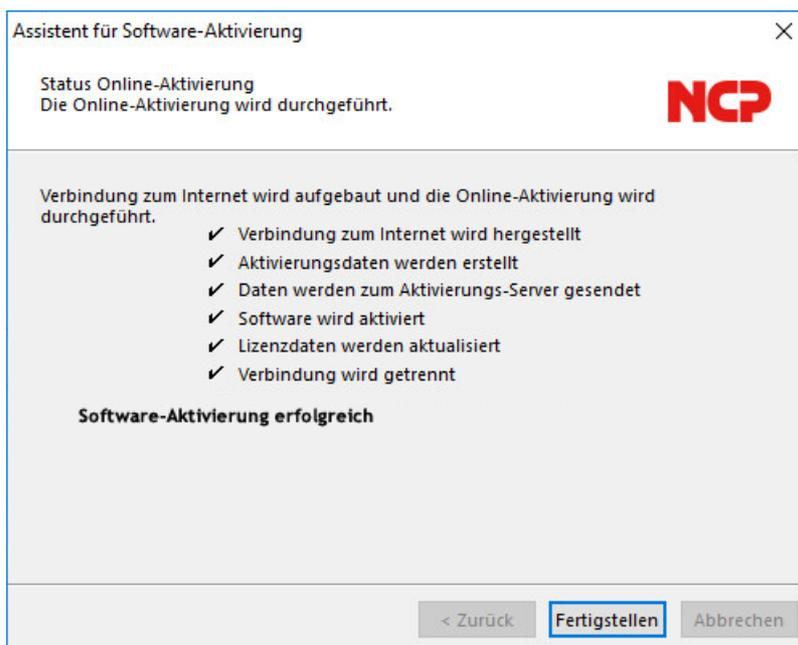 Assistent für Software-Aktivierung
Status Online-Aktivierung
Die Online-Aktivierung wird durchgeführt.
NCP
Verbindung zum Internet wird aufgebaut und die Online-Aktivierung wird
durchgeführt.
✔ Verbindung zum Internet wird hergestellt
✔ Aktivierungsdaten werden erstellt
✔ Daten werden zum Aktivierungs-Server gesendet
✔ Software wird aktiviert
✔ Lizenzdaten werden aktualisiert
✔ Verbindung wird getrennt
Software-Aktivierung erfolgreich
< Zurück Fertigstellen Abbrechen